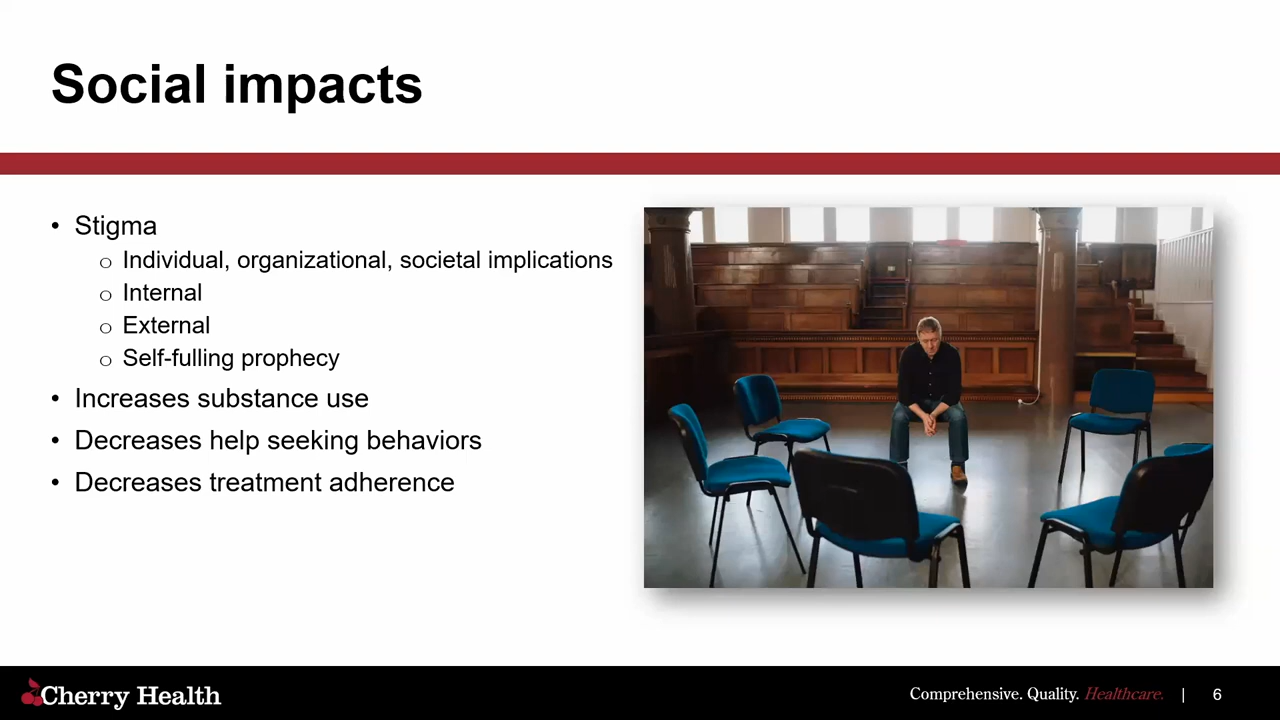 Social impacts
• Stigma
o Individual, organizational, societal implications
o Internal
o External
o Self-fulling prophecy
• Increases substance use
• Decreases help seeking behaviors
• Decreases treatment adherence
Cherry Health
Comprehensive. Quality. Healthcare. | 6